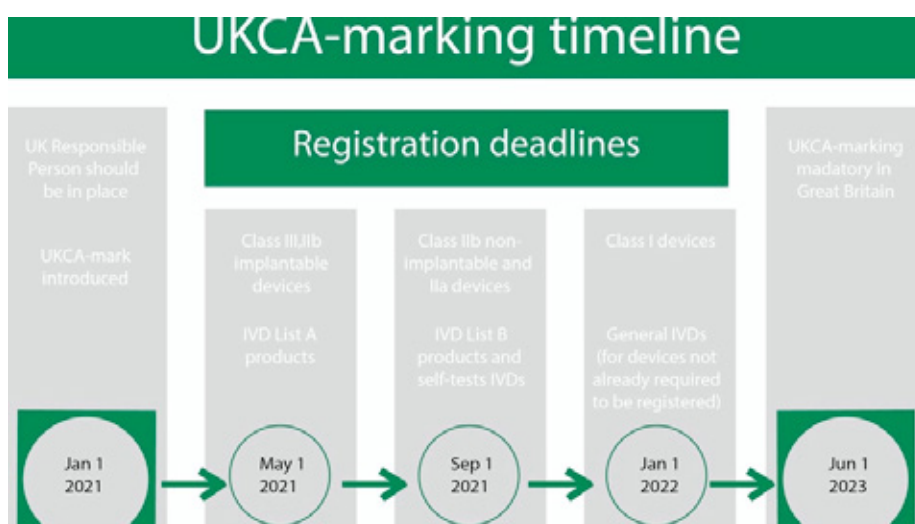 UKCA-marking timeline
Registration deadlines
UK Responsible
Person should
be in place
UKCA-mark
introduced
Class III,IIb
implantable
devices
IVD List A
products
Class IIb non-
implantable and
IIa devices
IVD List B
products and
self-tests IVDs
Class I devices
General IVDs
(for devices not
already required
to be registered)
UKCA-marking
madatory in
Great Britain
Jan 1
2021
May 1
2021
Sep 1
2021
Jan 1
2022
Jun 1
2023